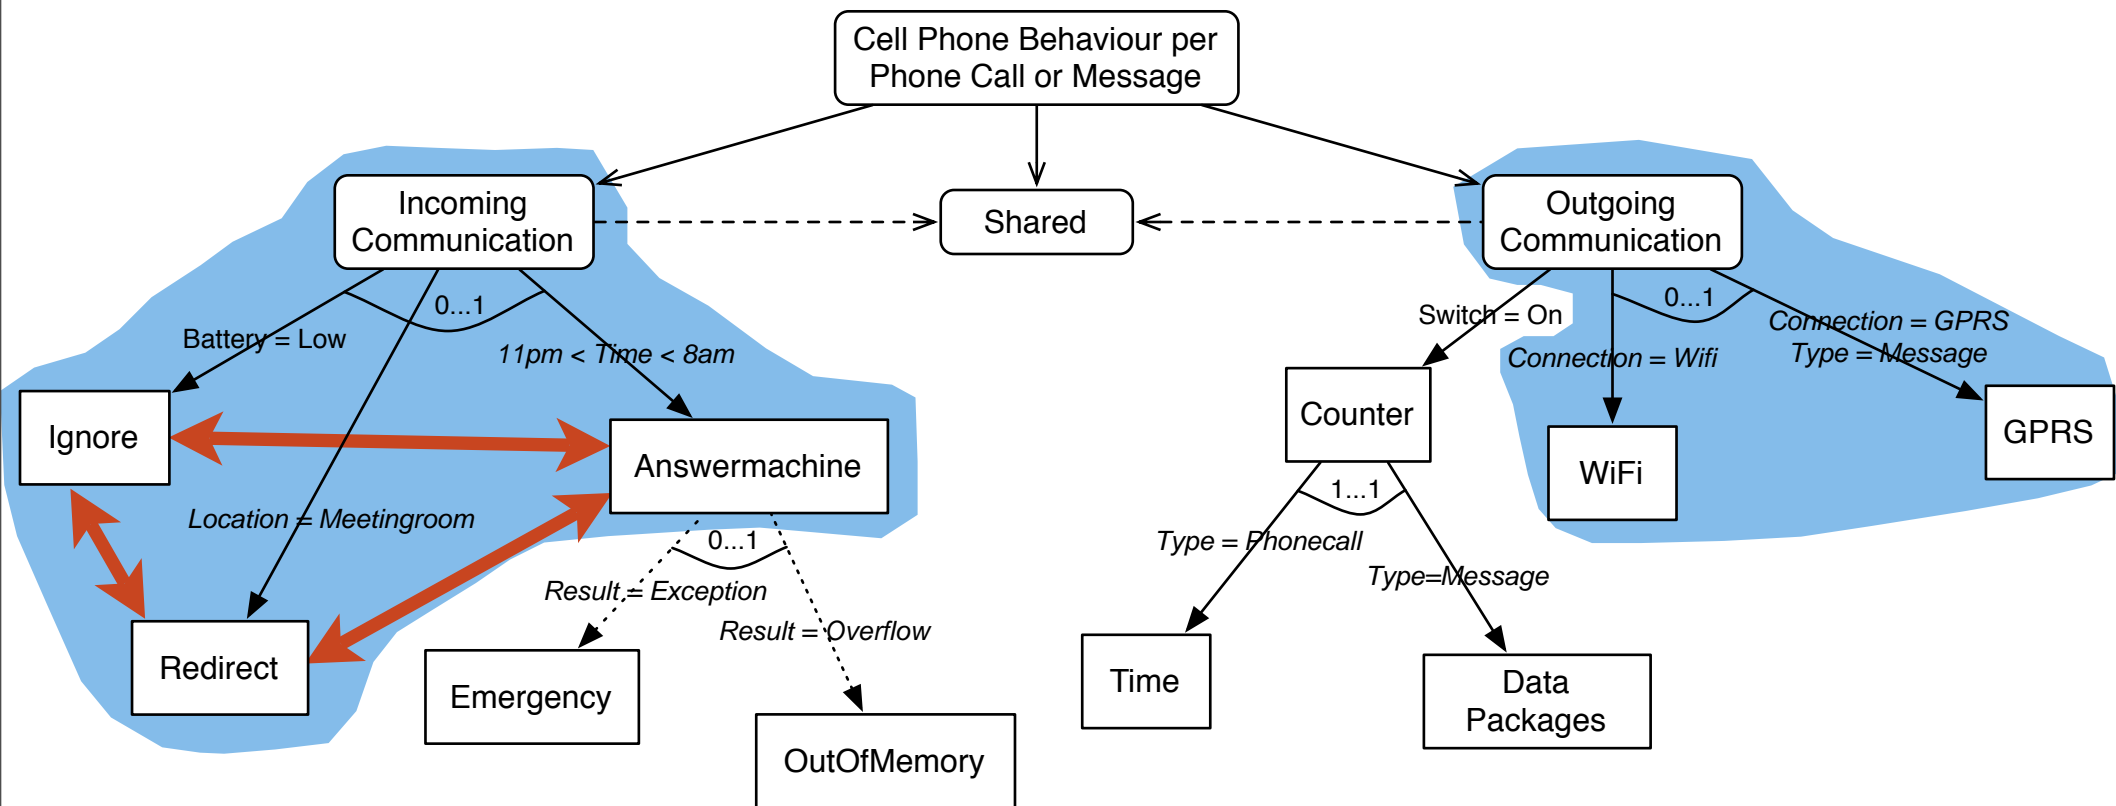 Cell Phone Behaviour per
Phone Call or Message
Incoming
Communication
Shared
Outgoing
Communication
0...1
0...1
Battery = Low
11pm < Time < 8am
Switch = On
Connection = Wifi
Connection = GPRS
Type = Message
Ignore
Answermachine
Counter
WiFi
GPRS
Location = Meetingroom
0...1
1...1
Result = Exception
Result = Overflow
Type = Phonecall
Type=Message
Redirect
Emergency
OutOfMemory
Time
Data
Packages